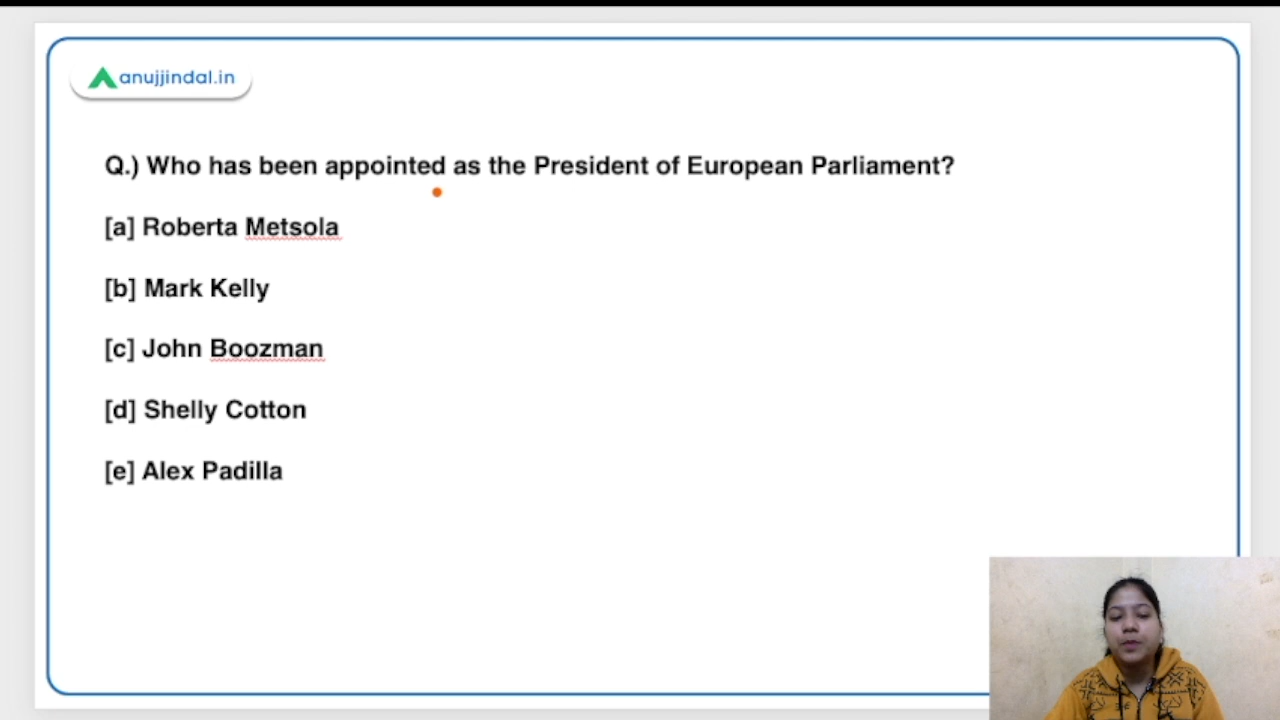 anujjindal.in
Q.) Who has been appointed as the President of European Parliament?
[a] Roberta Metsola
[b] Mark Kelly
[c] John Boozman
[d] Shelly Cotton
[e] Alex Padilla